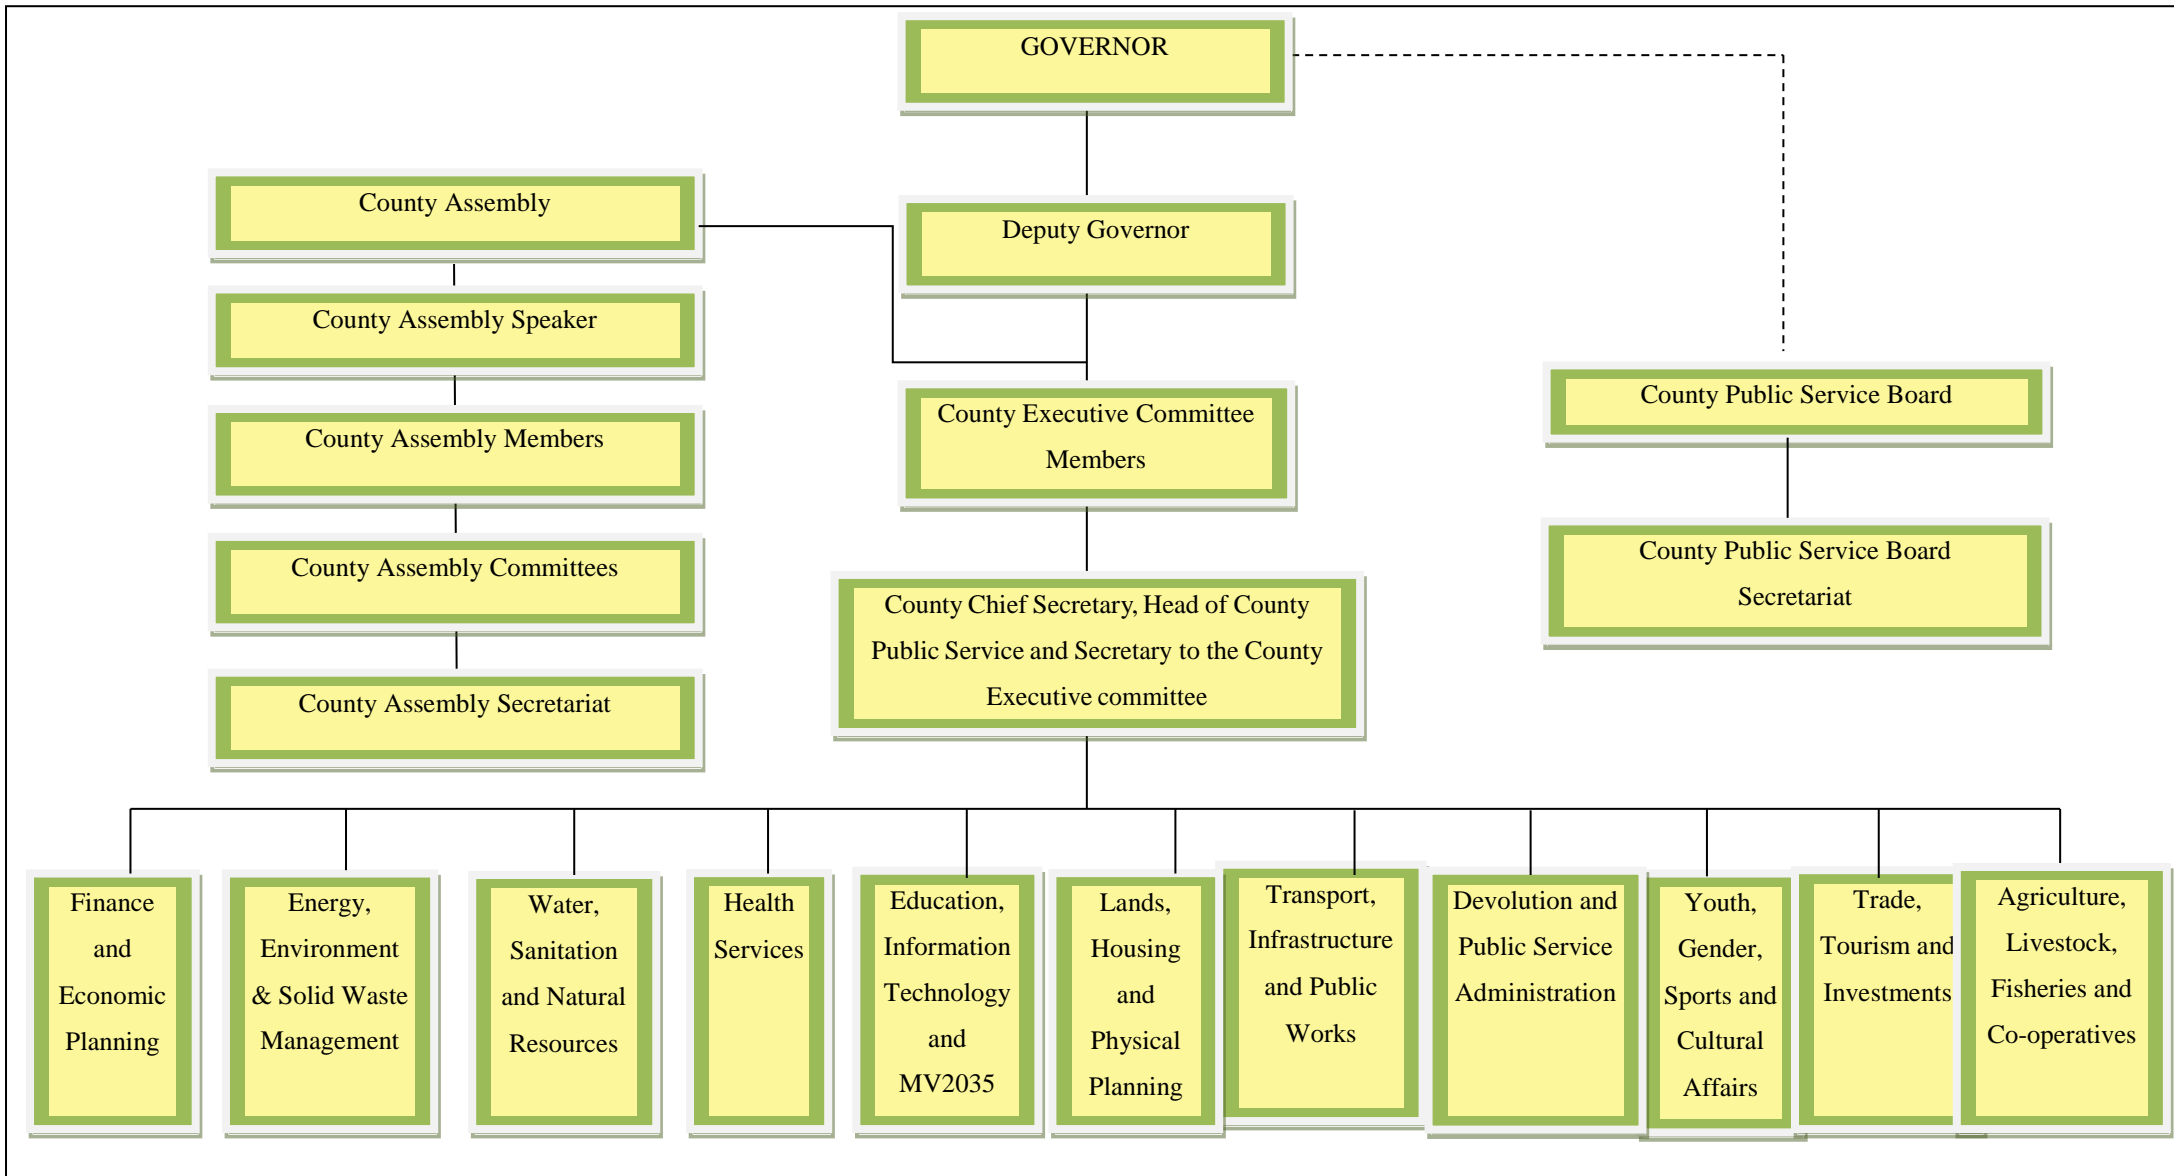 GOVERNOR
County Assembly
Deputy Governor
County Assembly Speaker
County Public Service Board
County Executive Committee
Members
County Assembly Members
County Public Service Board
Secretariat
County Assembly Committees
County Chief Secretary, Head of County
Public Service and Secretary to the County
Executive committee
County Assembly Secretariat
Finance
and
Economic
Planning
Energy,
Environment
& Solid Waste
Management
Water,
Sanitation
and Natural
Resources
Health
Services
Education,
Information
Technology
and
MV2035
Lands,
Housing
and
Physical
Planning
Transport,
Infrastructure
and Public
Works
Devolution and
Public Service
Administration
Youth,
Gender,
Sports and
Cultural
Affairs
Trade,
Tourism and
Investments
Agriculture,
Livestock,
Fisheries and
Co-operatives